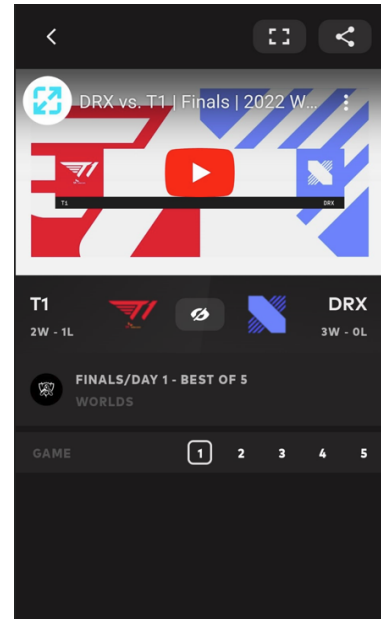 DRX vs. T1 | Finals | 2022 W...
T1
DRX
T1
DRX
2W - 1L
3W - 0L
FINALS/DAY 1 - BEST OF 5
WORLDS
GAME
1
2
3
4
5